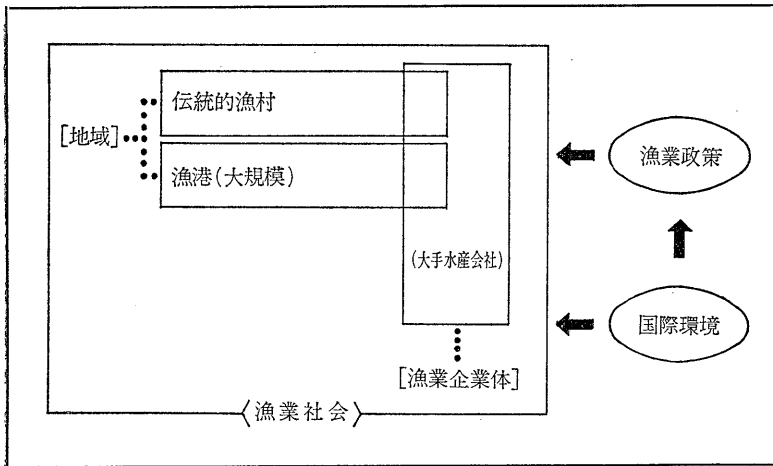 伝統的漁村
[地域]
漁港(大規模)
漁業政策
(大手水産会社)
国際環境
[漁業企業体]
〈漁業社会〉